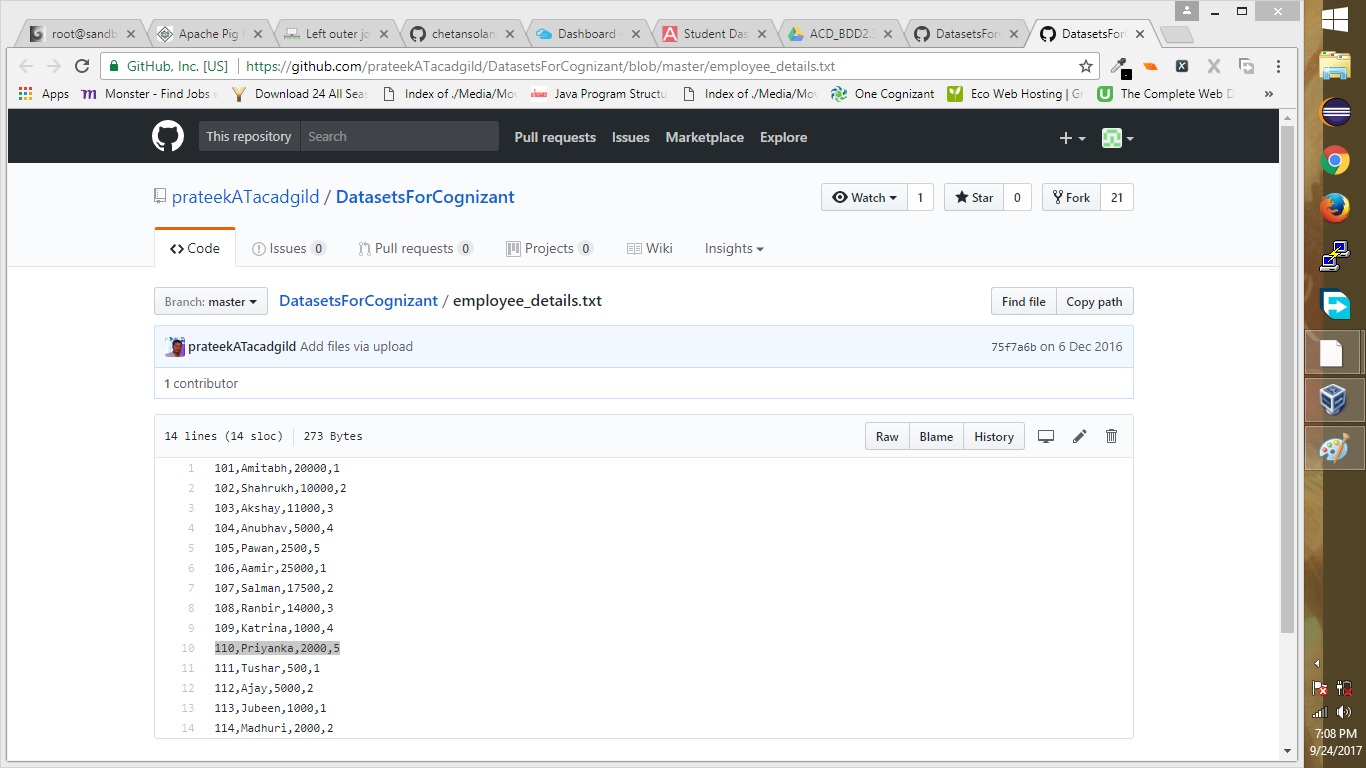 root@sandb
Apache Pig
Left outer jo
chetansolan
Dashboard -
Student Das
ACD_BDD2.
DatasetsFor
DatasetsFor
GitHub, Inc. [US] https://github.com/prateekATacadgild/DatasetsForCognizant/blob/master/employee_details.txt
Apps Monster - Find Jobs Download 24 All Seas Index of ./Media/Mov Java Program Structu Index of ./Media/Mov One Cognizant Eco Web Hosting | Gr The Complete Web D »
This repository Search Pull requests Issues Marketplace Explore
prateekATacadgild / DatasetsForCognizant Watch 1 Star 0 Fork 21
Code Issues 0 Pull requests 0 Projects 0 Wiki Insights
Branch: master DatasetsForCognizant / employee_details.txt Find file Copy path
prateekATacadgild Add files via upload 75f7a6b on 6 Dec 2016
1 contributor
14 lines (14 sloc) 273 Bytes Raw Blame History
1 101,Amitabh,20000,1
2 102,Shahrukh,10000,2
3 103,Akshay,11000,3
4 104,Anubhav,5000,4
5 105,Pawan,2500,5
6 106,Aamir,25000,1
7 107,Salman,17500,2
8 108,Ranbir,14000,3
9 109,Katrina,1000,4
10 110,Priyanka,2000,5
11 111,Tushar,500,1
12 112,Ajay,5000,2
13 113,Jubeen,1000,1
14 114,Madhuri,2000,2
7:08 PM
9/24/2017